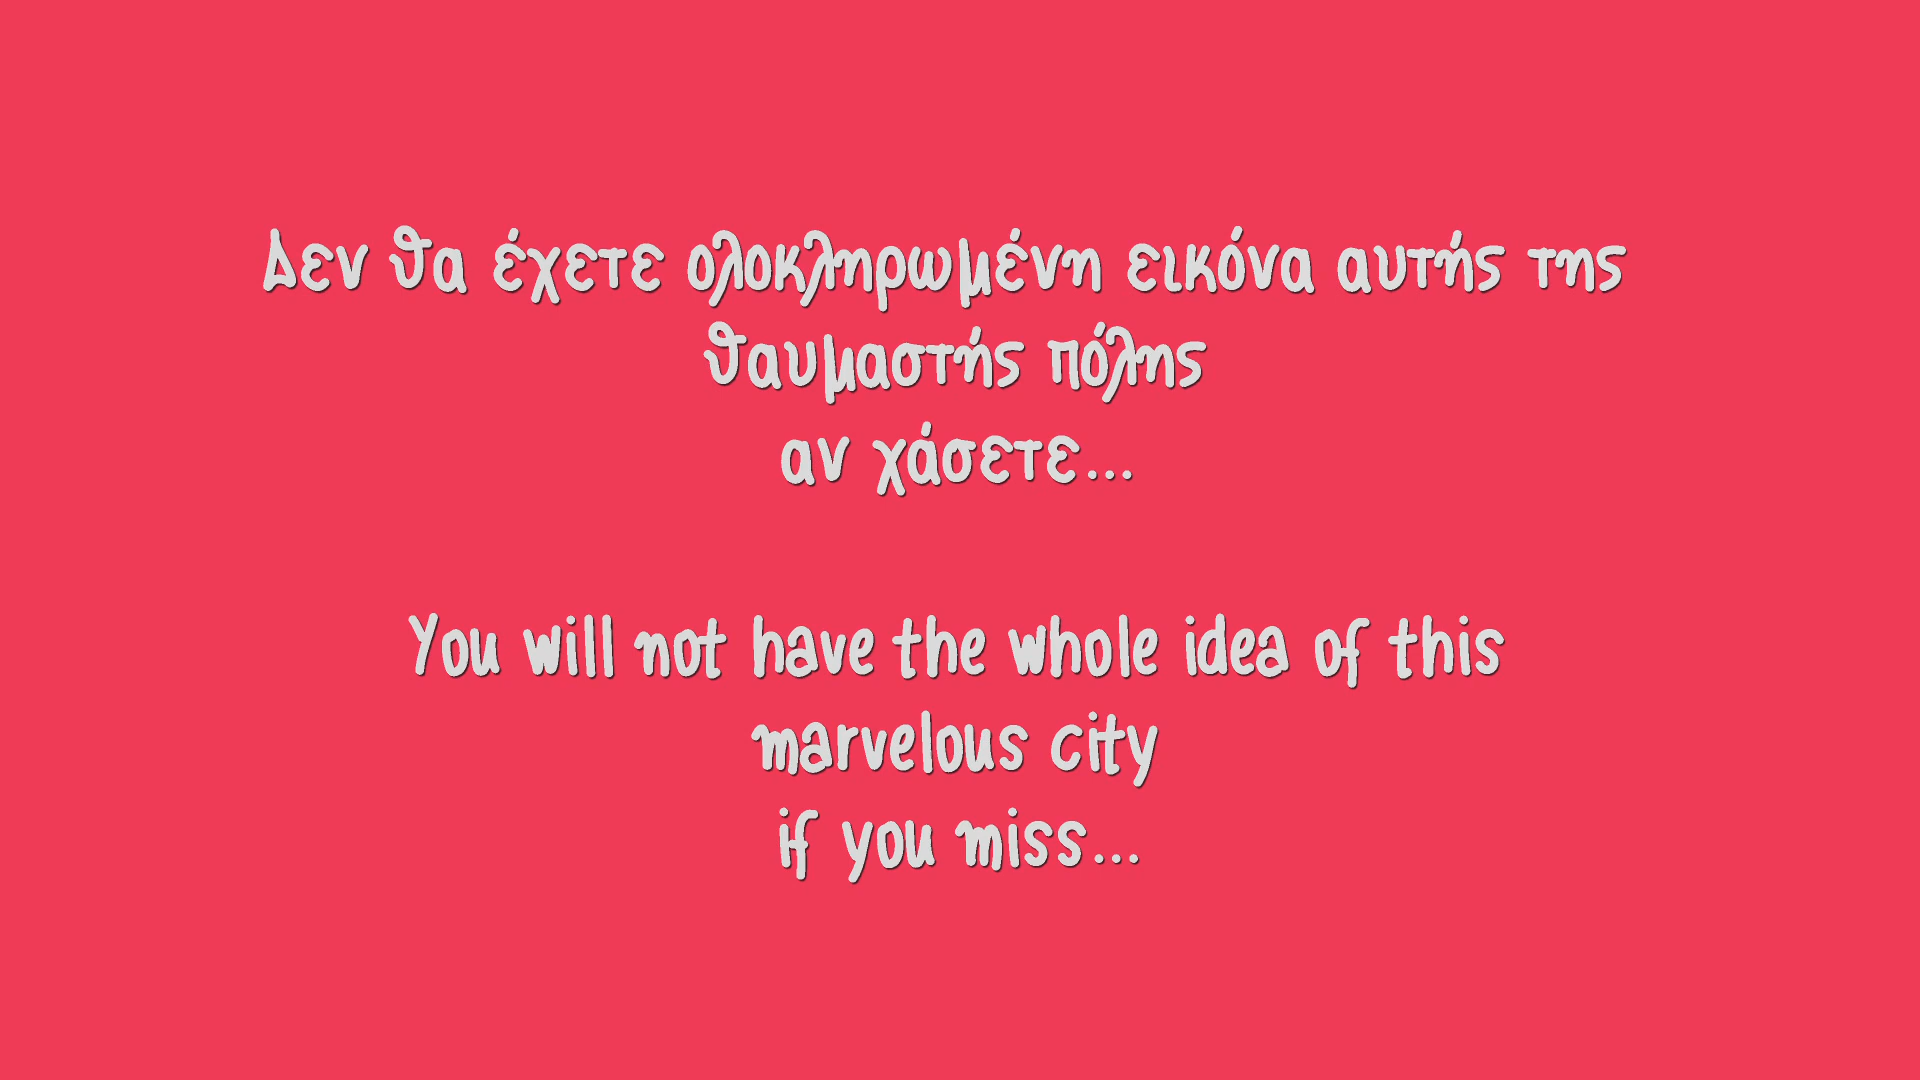 Δεν θα έχετε ολοκληρωμένη εικόνα αυτής της
θαυμαστής πόλης
αν χάσετε...
You will not have the whole idea of this
marvelous city
if you miss...